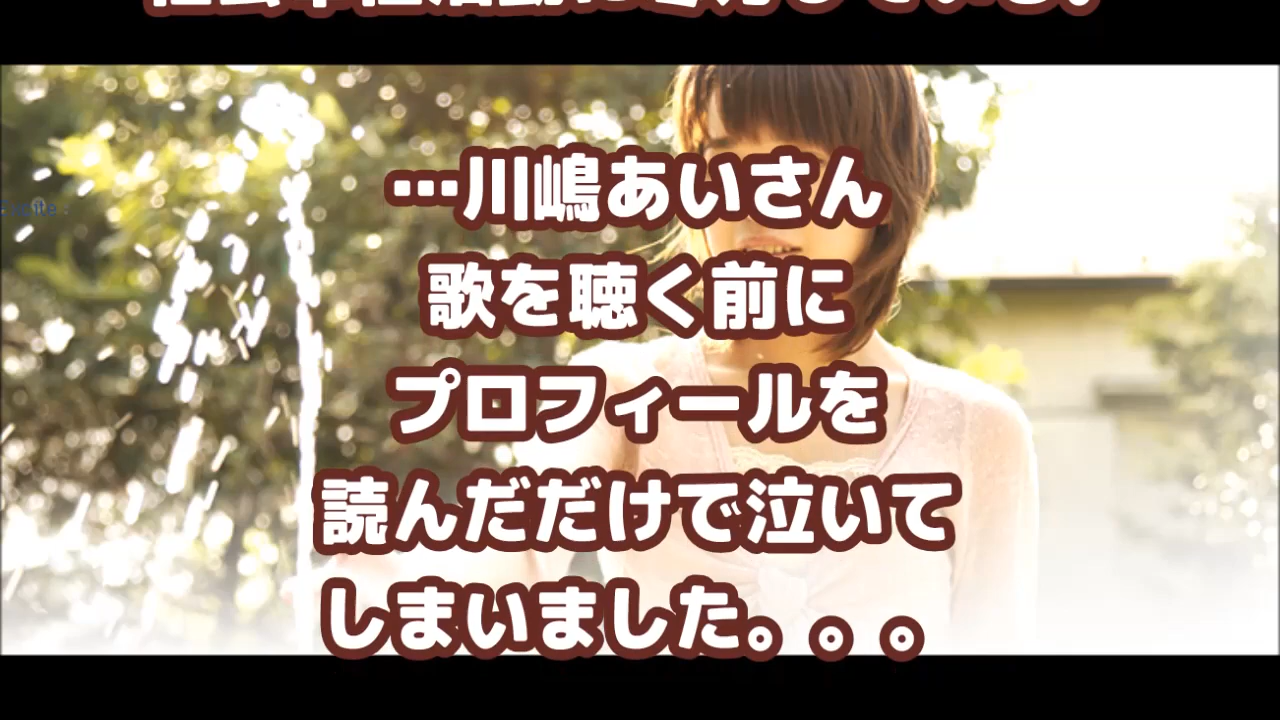 …川嶋あいさん
歌を聴く前に
プロフィールを
読んだだけで泣いて
しまいました。。。